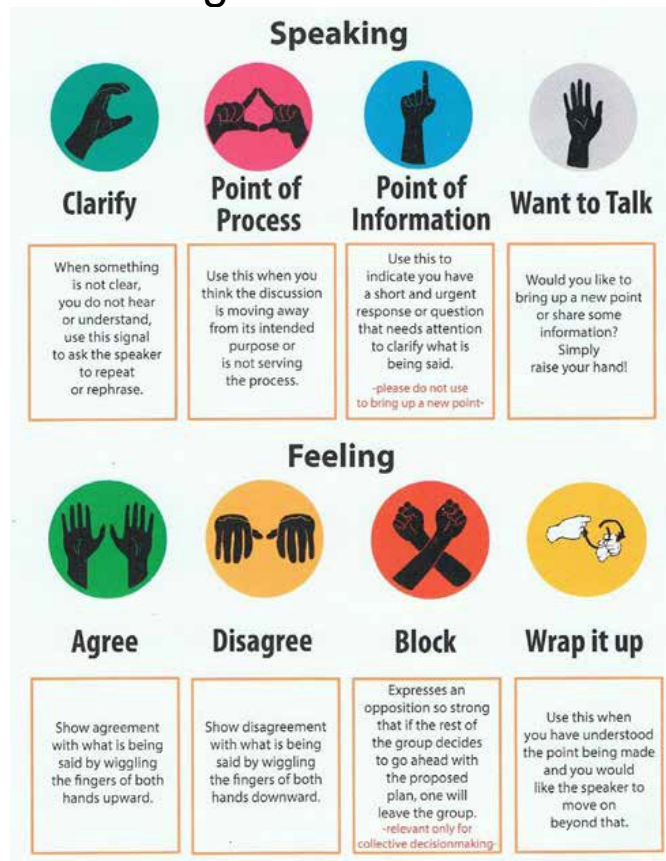 Speaking
Clarify
Point of
Process
Point of
Information
Want to Talk
When something
is not clear,
you do not hear
or understand,
use this signal
to ask the speaker
to repeat
or rephrase.
Use this when you
think the discussion
is moving away
from its intended
purpose or
is not serving
the process.
Use this to
indicate you have
a short and urgent
response or question
that needs attention
to clarify what is
being said.
-please do not use
to bring up a new point-
Would you like to
bring up a new point
or share some
information?
Simply
raise your hand!
Feeling
Agree
Disagree
Block
Wrap it up
Show agreement
with what is being
said by wiggling
the fingers of both
hands upward.
Show disagreement
with what is being
said by wiggling
the fingers of both
hands downward.
Expresses an
opposition so strong
that if the rest of
the group decides
to go ahead with
the proposed
plan, one will
leave the group.
-relevant only for
collective decisionmaking-
Use this when
you have understood
the point being made
and you would
like the speaker to
move on
beyond that.